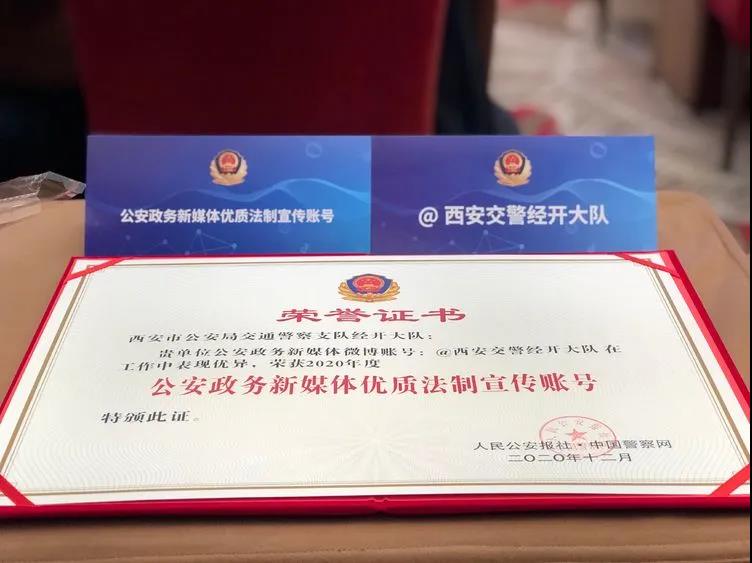 公安政务新媒体优质法制宣传账号
@ 西安交警经开大队
荣誉证书
西安市公安局交通警察支队经开大队：
贵单位公安政务新媒体微博账号：@西安交警经开大队 在
工作中表现优异，荣获2020年度
公安政务新媒体优质法制宣传账号
特颁此证。
人民公安报社·中国警察网
二〇二〇年十二月